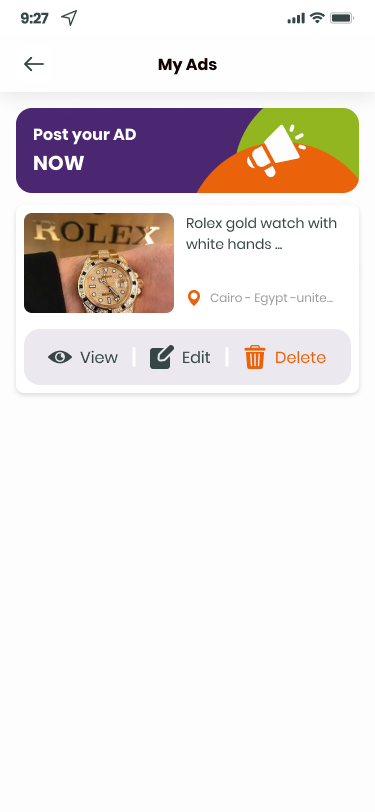 9:27
My Ads
Post your AD
NOW
ROLEX
Rolex gold watch with
white hands ...
Cairo - Egypt -unite...
View
Edit
Delete